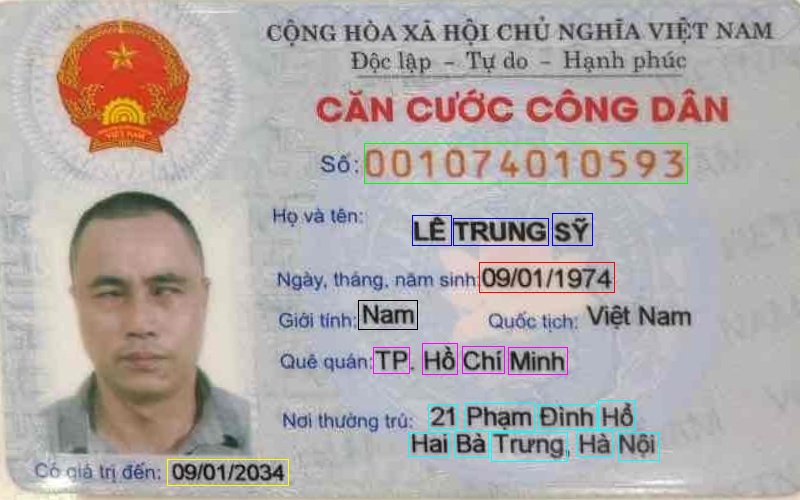 CỘNG HÒA XÃ HỘI CHỦ NGHĨA VIỆT NAM
Độc lập - Tự do - Hạnh phúc
CĂN CƯỚC CÔNG DÂN
Số: 001074010593
Họ và tên:
LÊ TRUNG SỸ
Ngày, tháng, năm sinh: 09/01/1974
Giới tính: Nam Quốc tịch: Việt Nam
Quê quán: TP. Hồ Chí Minh
Nơi thường trú: 21 Phạm Đình Hổ
Hai Bà Trưng, Hà Nội
Có giá trị đến: 09/01/2034